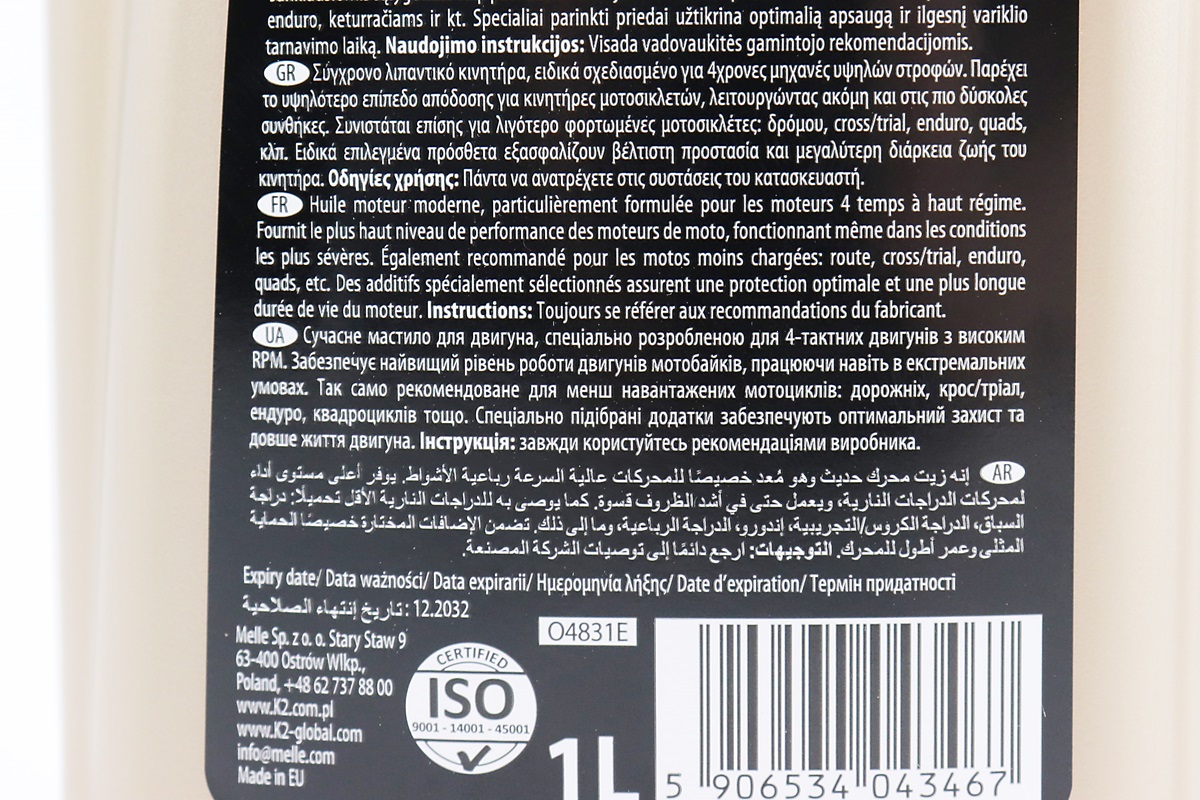 enduro, keturračiams ir kt. Specialiai parinkti priedai užtikrina optimalią apsaugą ir ilgesnį variklio
tarnavimo laiką. Naudojimo instrukcijos: Visada vadovaukitės gamintojo rekomendacijomis.
GR Σύγχρονο λιπαντικό κινητήρα, ειδικά σχεδιασμένο για 4χρονες μηχανές υψηλών στροφών. Παρέχει
το υψηλότερο επίπεδο απόδοσης για κινητήρες μοτοσικλετών, λειτουργώντας ακόμη και στις πιο δύσκολες
συνθήκες. Συνιστάται επίσης για λιγότερο φορτωμένες μοτοσικλέτες: δρόμου, cross/trial, enduro, quads,
κλπ. Ειδικά επιλεγμένα πρόσθετα εξασφαλίζουν βέλτιστη προστασία και μεγαλύτερη διάρκεια ζωής του
κινητήρα. Οδηγίες χρήσης: Πάντα να ανατρέχετε στις συστάσεις του κατασκευαστή.
FR Huile moteur moderne, particulièrement formulée pour les moteurs 4 temps à haut régime.
Fournit le plus haut niveau de performance des moteurs de moto, fonctionnant même dans les conditions
les plus sévères. Également recommandé pour les motos moins chargées: route, cross/trial, enduro,
quads, etc. Des additifs spécialement sélectionnés assurent une protection optimale et une plus longue
durée de vie du moteur. Instructions: Toujours se référer aux recommandations du fabricant.
UA Сучасне мастило для двигуна, спеціально розробленою для 4-тактних двигунів з високим
RPM. Забезпечує найвищий рівень роботи двигунів мотобайків, працюючи навіть в екстремальних
умовах. Так само рекомендоване для менш навантажених мотоциклів: дорожніх, крос/тріал,
ендуро, квадроциклів тощо. Спеціально підібрані додатки забезпечують оптимальний захист та
довше життя двигуна. Інструкція: завжди користуйтесь рекомендаціями виробника.
AR إنه زيت محرك حديث وهو مُعد خصيصًا للمحركات عالية السرعة رباعية الأشواط. يوفر أعلى مستوى أداء
لمحركات الدراجات النارية، ويعمل حتى في أشد الظروف قسوة. كما يوصى به للدراجات النارية الأقل تحميلًا: دراجة
السباق، الدراجة الكروس/التجريبية، إندورو، الدراجة الرباعية، وما إلى ذلك. تضمن الإضافات المختارة خصيصًا الحماية
المثلى وعمر أطول للمحرك. التوجيهات: ارجع دائمًا إلى توصيات الشركة المصنعة.
Expiry date/ Data ważności/ Data expirarii/ Ημερομηνία λήξης/ Date d'expiration/ Термін придатності
تاريخ إنتهاء الصلاحية : 12.2032
Melle Sp. z o. o. Stary Staw 9
63-400 Ostrów Wlkp.,
Poland, +48 62 737 88 00
www.K2.com.pl
www.K2-global.com
info@melle.com
Made in EU
CERTIFIED
ISO
9001 - 14001 - 45001
O4831E
1L
5 906534 043467